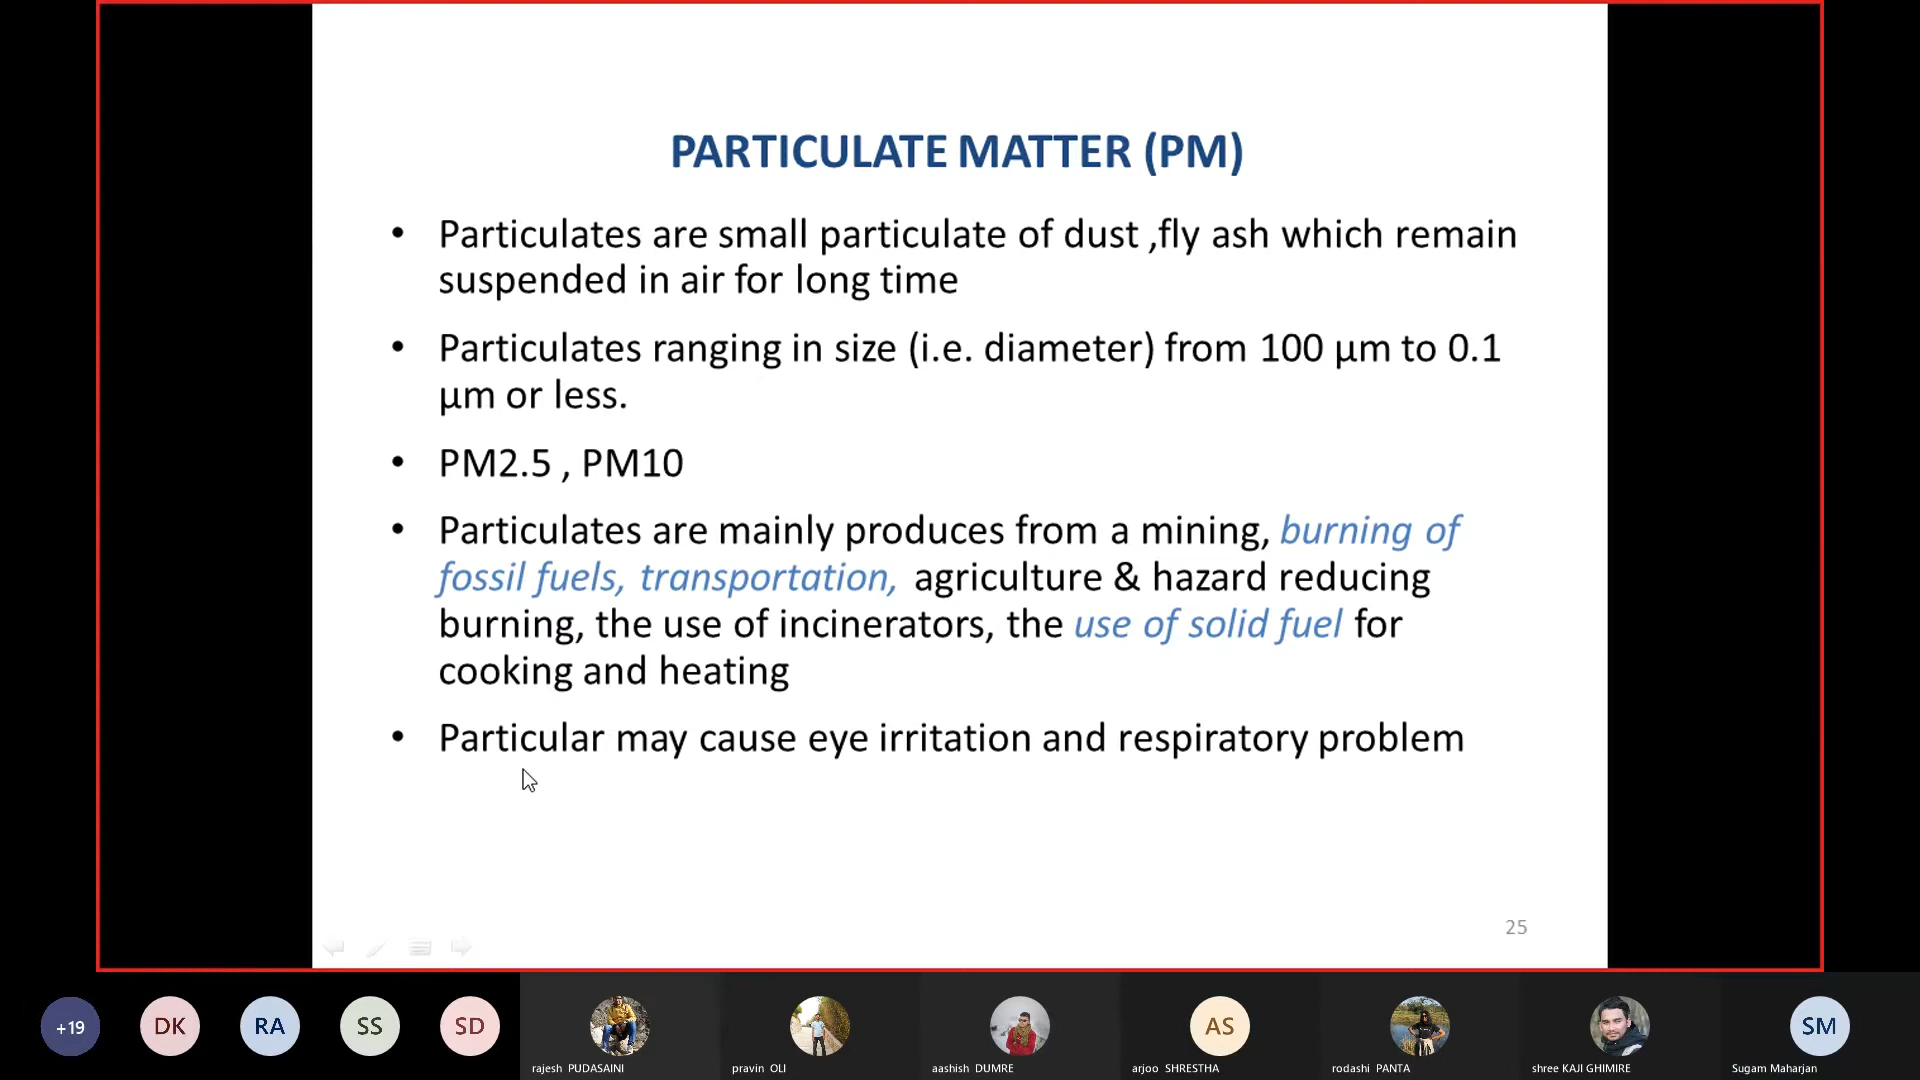 PARTICULATE MATTER (PM)
• Particulates are small particulate of dust ,fly ash which remain
suspended in air for long time
• Particulates ranging in size (i.e. diameter) from 100 µm to 0.1
µm or less.
• PM2.5 , PM10
• Particulates are mainly produces from a mining, burning of
fossil fuels, transportation, agriculture & hazard reducing
burning, the use of incinerators, the use of solid fuel for
cooking and heating
• Particular may cause eye irritation and respiratory problem
25
+19 DK RA SS SD AS SM
rajesh PUDASAINI pravin OLI aashish DUMRE arjoo SHRESTHA rodashi PANTA shree KAJI GHIMIRE Sugam Maharjan